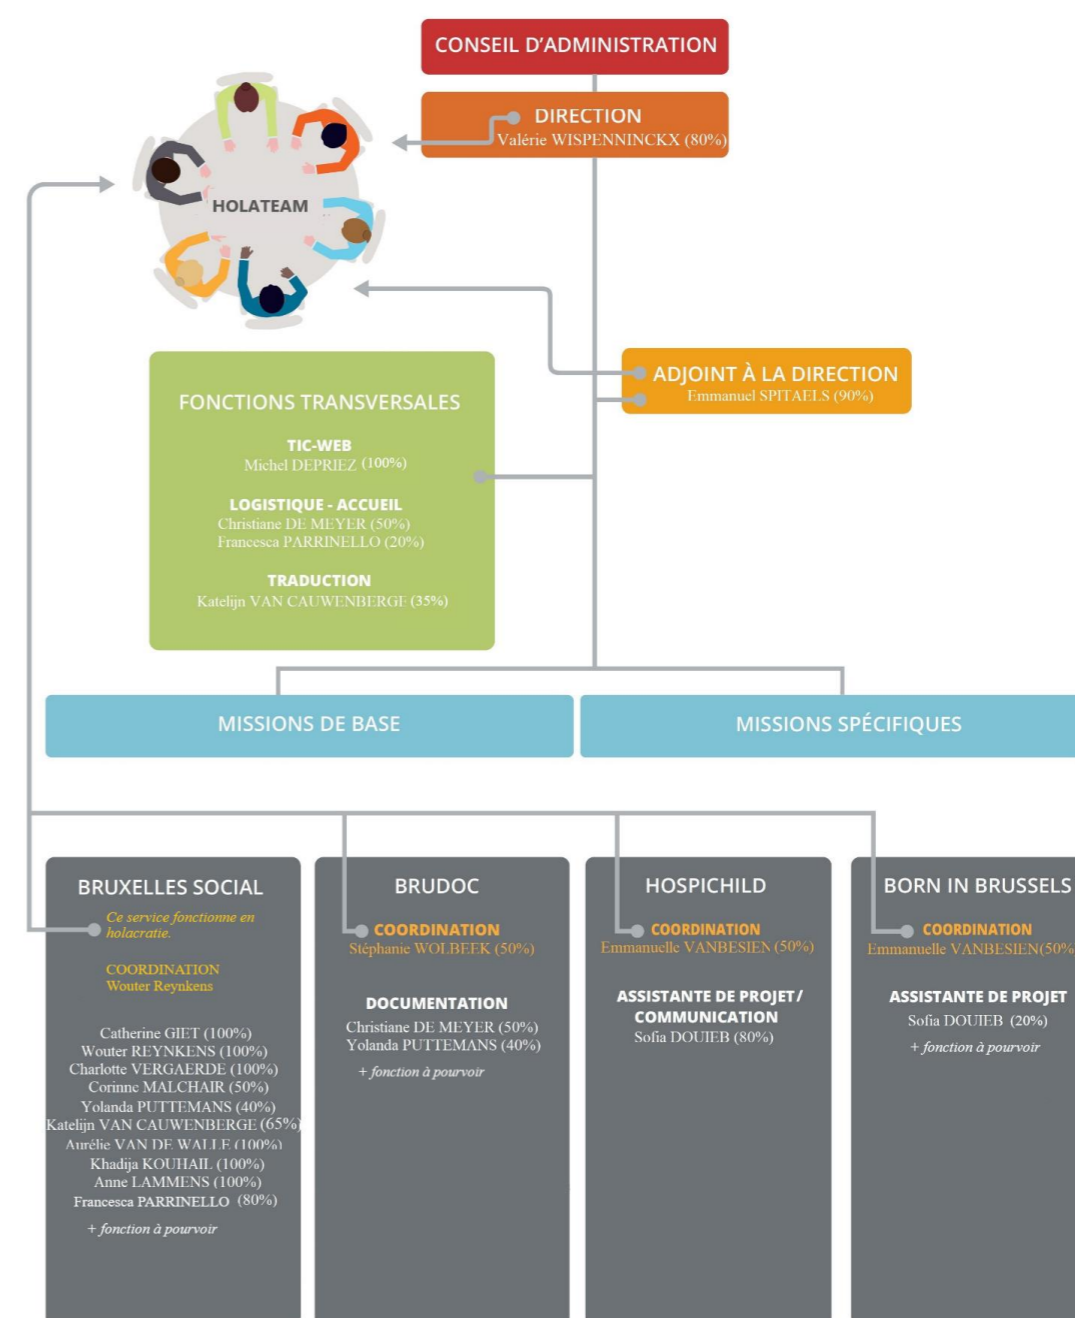 CONSEIL D'ADMINISTRATION
DIRECTION
Valérie WISPENNINCKX (80%)
HOLATEAM
ADJOINT À LA DIRECTION
Emmanuel SPITAELS (90%)
FONCTIONS TRANSVERSALES
TIC-WEB
Michel DEPRIEZ (100%)
LOGISTIQUE - ACCUEIL
Christiane DE MEYER (50%)
Francesca PARRINELLO (20%)
TRADUCTION
Katelijn VAN CAUWENBERGE (35%)
MISSIONS DE BASE
MISSIONS SPÉCIFIQUES
BRUXELLES SOCIAL
Ce service fonctionne en
holacratie.
COORDINATION
Wouter Reynkens
Catherine GIET (100%)
Wouter REYNKENS (100%)
Charlotte VERGAERDE (100%)
Corinne MALCHAIR (50%)
Yolanda PUTTEMANS (40%)
Katelijn VAN CAUWENBERGE (65%)
Aurélie VAN DE WALLE (100%)
Khadija KOUHAIL (100%)
Anne LAMMENS (100%)
Francesca PARRINELLO (80%)
+ fonction à pourvoir
BRUDOC
COORDINATION
Stéphanie WOLBEEK (50%)
DOCUMENTATION
Christiane DE MEYER (50%)
Yolanda PUTTEMANS (40%)
+ fonction à pourvoir
HOSPICHILD
COORDINATION
Emmanuelle VANBESIEN (50%)
ASSISTANTE DE PROJET/
COMMUNICATION
Sofia DOUIEB (80%)
BORN IN BRUSSELS
COORDINATION
Emmanuelle VANBESIEN(50%
ASSISTANTE DE PROJET
Sofia DOUIEB (20%)
+ fonction à pourvoir